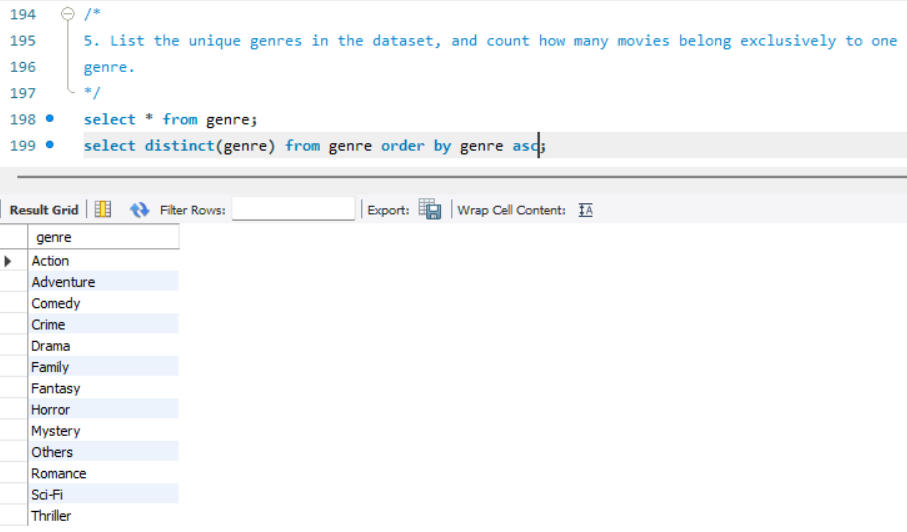 194 /*
195 5. List the unique genres in the dataset, and count how many movies belong exclusively to one
196 genre.
197 */
198 select * from genre;
199 select distinct(genre) from genre order by genre asc;
Result Grid Filter Rows: Export: Wrap Cell Content: IA
genre
Action
Adventure
Comedy
Crime
Drama
Family
Fantasy
Horror
Mystery
Others
Romance
Sci-Fi
Thriller